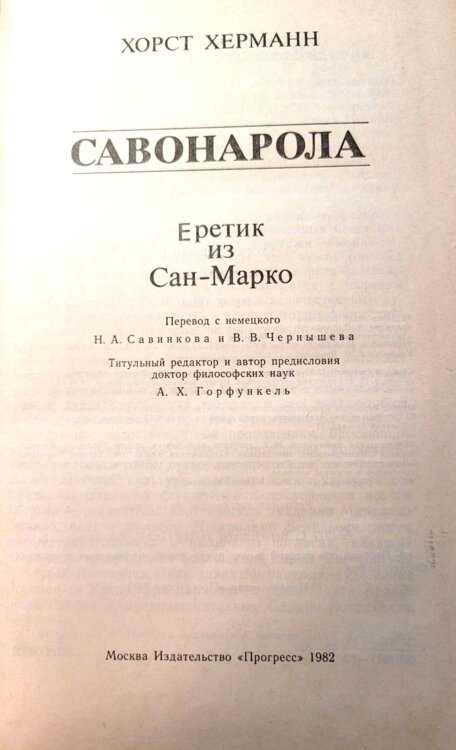 ХОРСТ ХЕРМАНН
САВОНАРОЛА
Еретик
из
Сан-Марко
Перевод с немецкого
Н. А. Савинкова и В. В. Чернышева
Титульный редактор и автор предисловия
доктор философских наук
А. Х. Горфункель
Москва Издательство «Прогресс» 1982